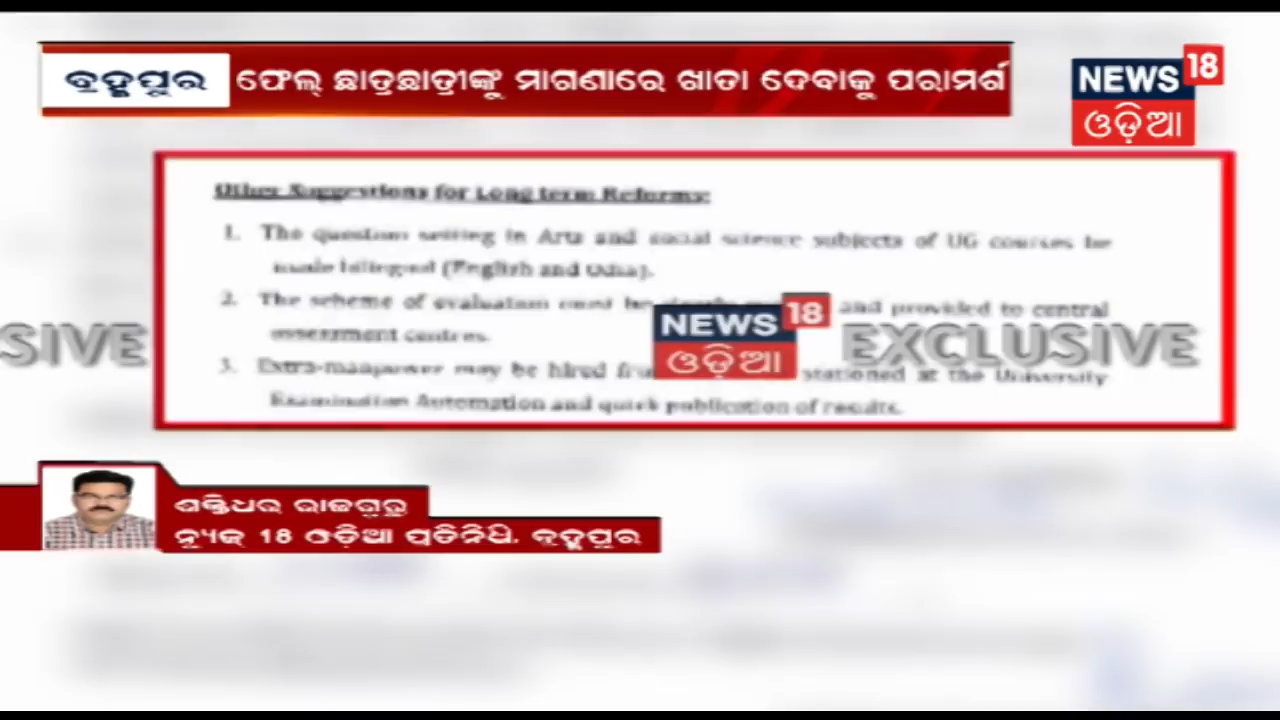 ବ୍ରହ୍ମପୁର
ଫେଲ୍ ଛାତ୍ରଛାତ୍ରୀଙ୍କୁ ମାଗଣାରେ ଖାତା ଦେବାକୁ ପରାମର୍ଶ
NEWS 18
ଓଡ଼ିଆ
Other Suggestions for Long term Reforms:
1. The question setting in Arts and social science subjects of UG courses be
made bilingual (English and Odia).
2. The scheme of evaluation must be and provided to central
assessment centres.
3. Extra-manpower may be hired stationed at the University
Examination Automation and quick publication of results.
NEWS 18
ଓଡ଼ିଆ
SIVE
EXCLUSIVE
ଶକ୍ତିଧର ରାଜଗୁରୁ
ନ୍ୟୁଜ୍ 18 ଓଡ଼ିଆ ପ୍ରତିନିଧି, ବ୍ରହ୍ମପୁର